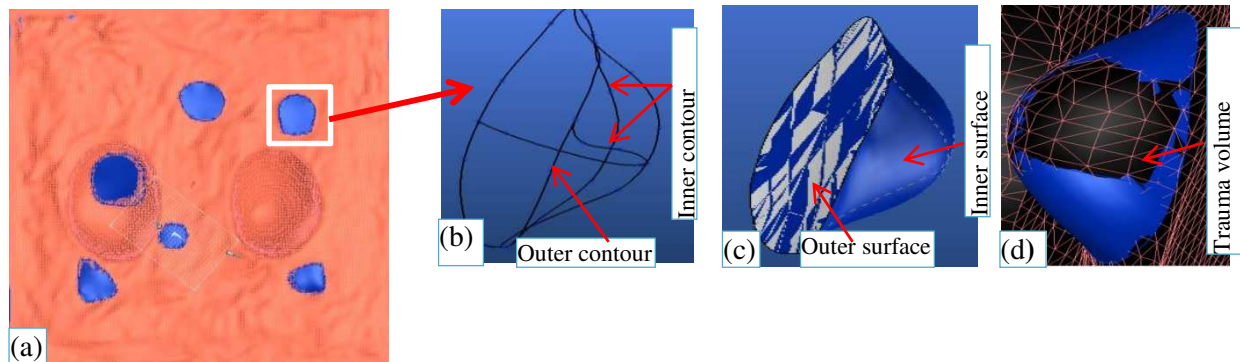 (a)
(b)
Inner contour
Outer contour
(c)
Inner surface
Outer surface
(d)
Trauma volume